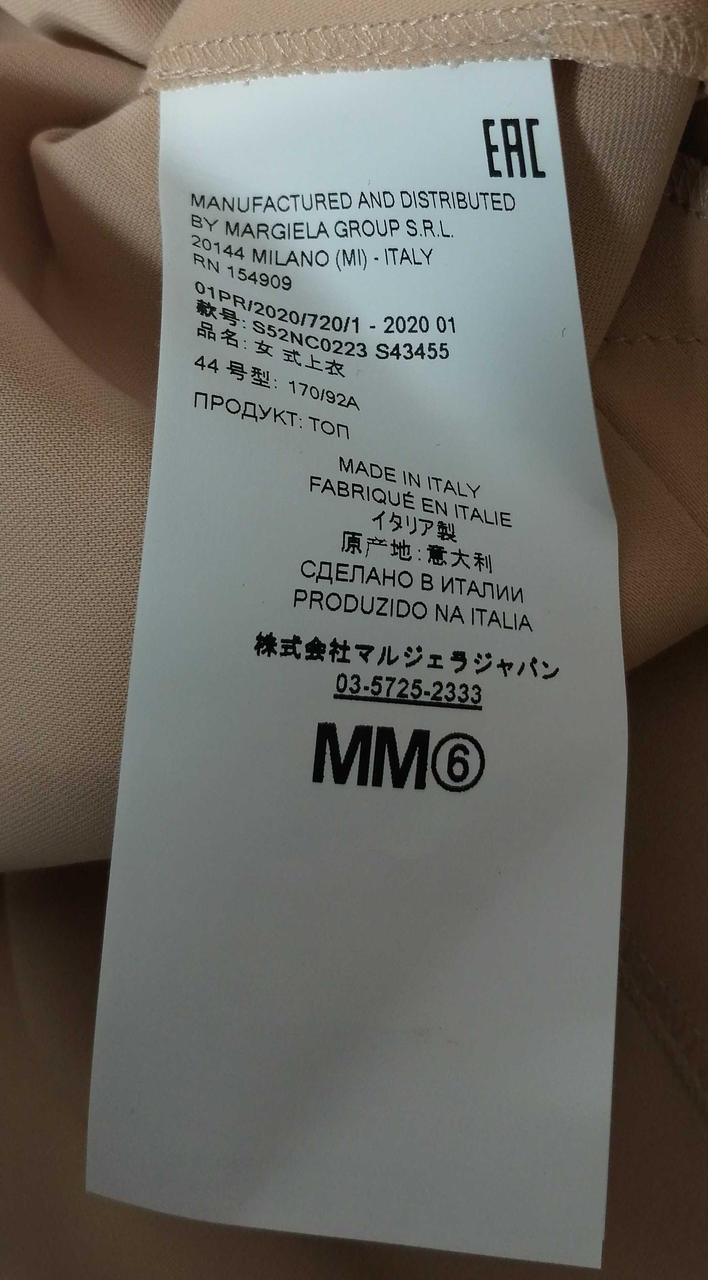 EAC
MANUFACTURED AND DISTRIBUTED
BY MARGIELA GROUP S.R.L.
20144 MILANO (MI) - ITALY
RN 154909
01PR/2020/720/1 - 2020 01
款号: S52NC0223 S43455
品名: 女 式上衣
44 号型: 170/92A
ПРОДУКТ: ТОП
MADE IN ITALY
FABRIQUÉ EN ITALIE
イタリア製
原产地: 意大利
СДЕЛАНО В ИТАЛИИ
PRODUZIDO NA ITALIA
株式会社マルジェラジャパン
03-5725-2333
MM⑥